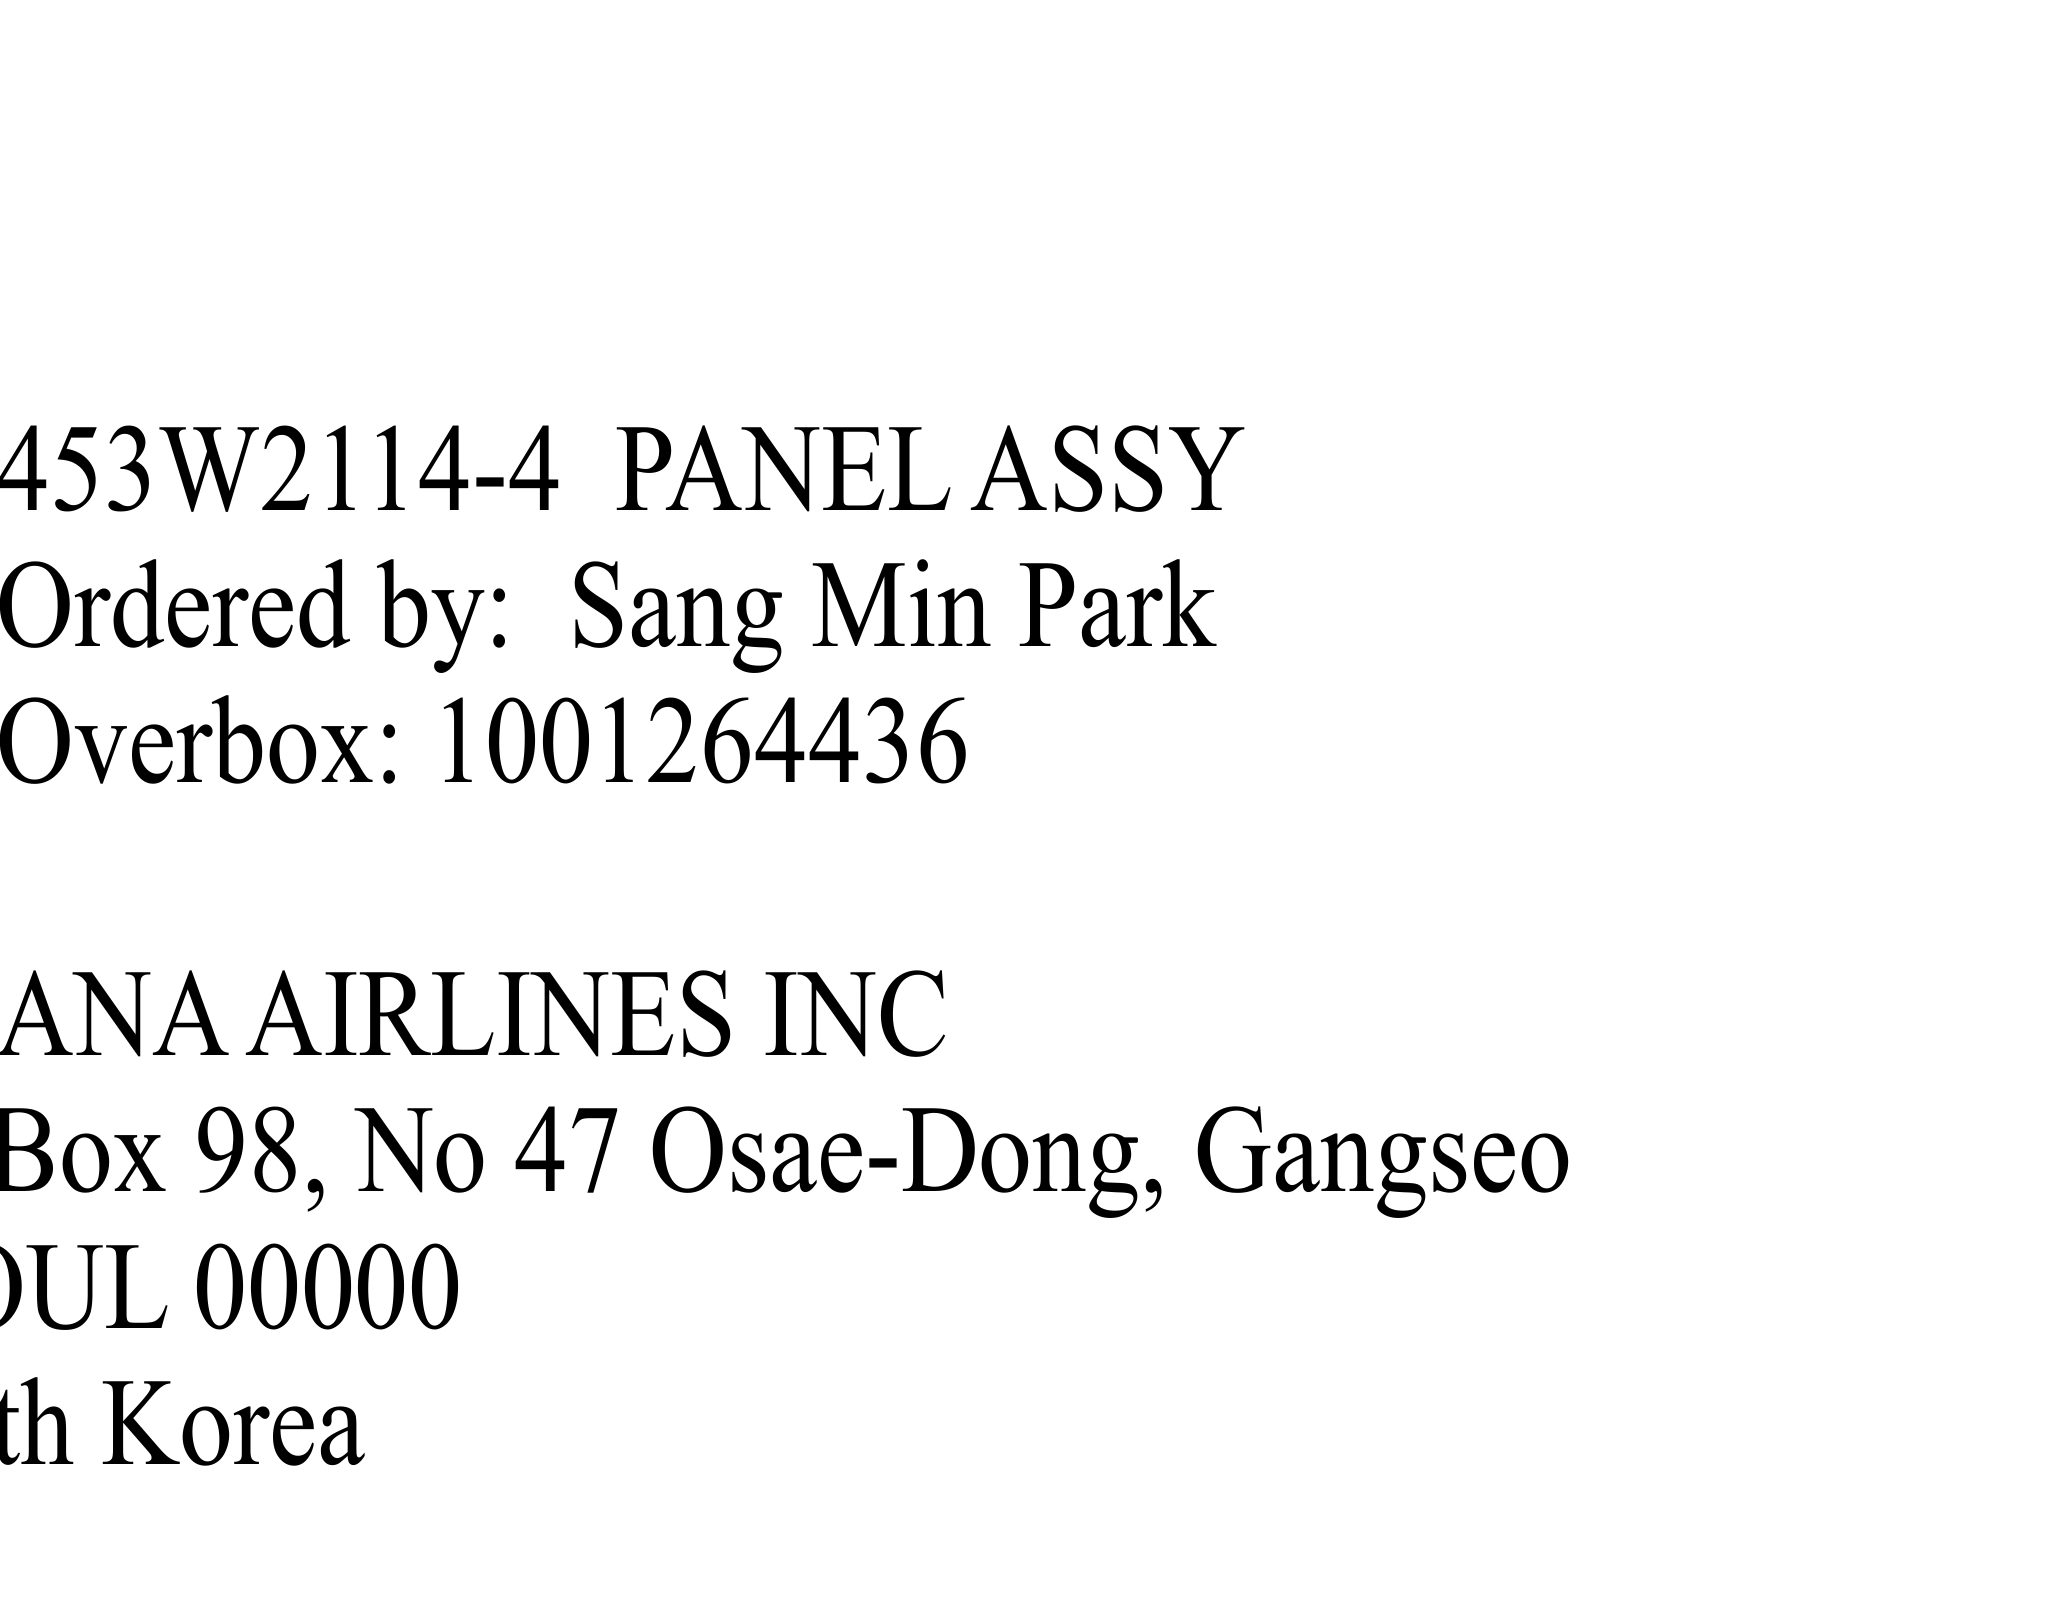 453W2114-4 PANEL ASSY
Ordered by: Sang Min Park
Overbox: 1001264436
ANA AIRLINES INC
Box 98, No 47 Osae-Dong, Gangseo
OUL 00000
th Korea